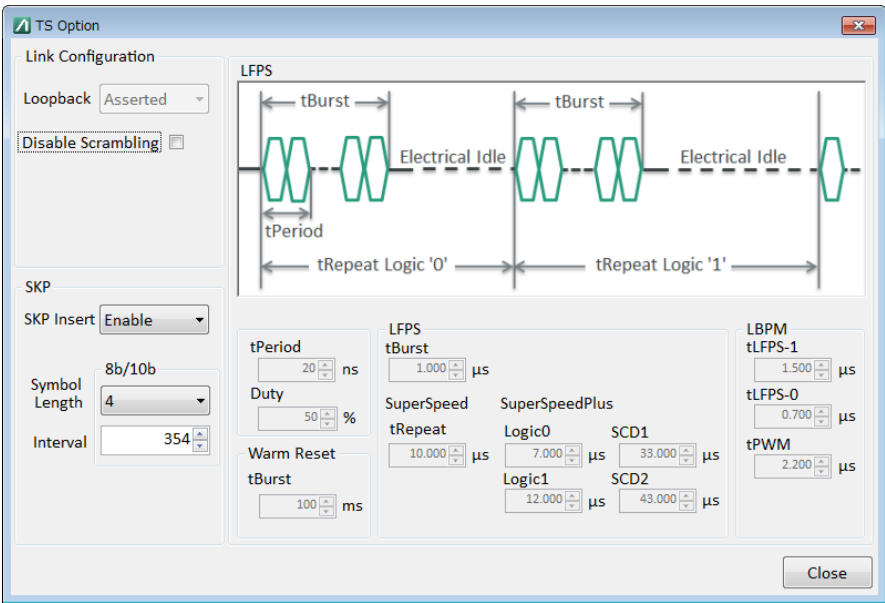 TS Option
Link Configuration
Loopback Asserted
Disable Scrambling
SKP
SKP Insert Enable
8b/10b
Symbol Length 4
Interval 354
LFPS
tBurst tBurst
Electrical Idle Electrical Idle
tPeriod
tRepeat Logic '0' tRepeat Logic '1'
tPeriod
20 ns
Duty
50 %
Warm Reset
tBurst
100 ms
LFPS
tBurst
1.000 µs
SuperSpeed SuperSpeedPlus
tRepeat Logic0 SCD1
10.000 µs 7.000 µs 33.000 µs
Logic1 SCD2
12.000 µs 43.000 µs
LBPM
tLFPS-1
1.500 µs
tLFPS-0
0.700 µs
tPWM
2.200 µs
Close